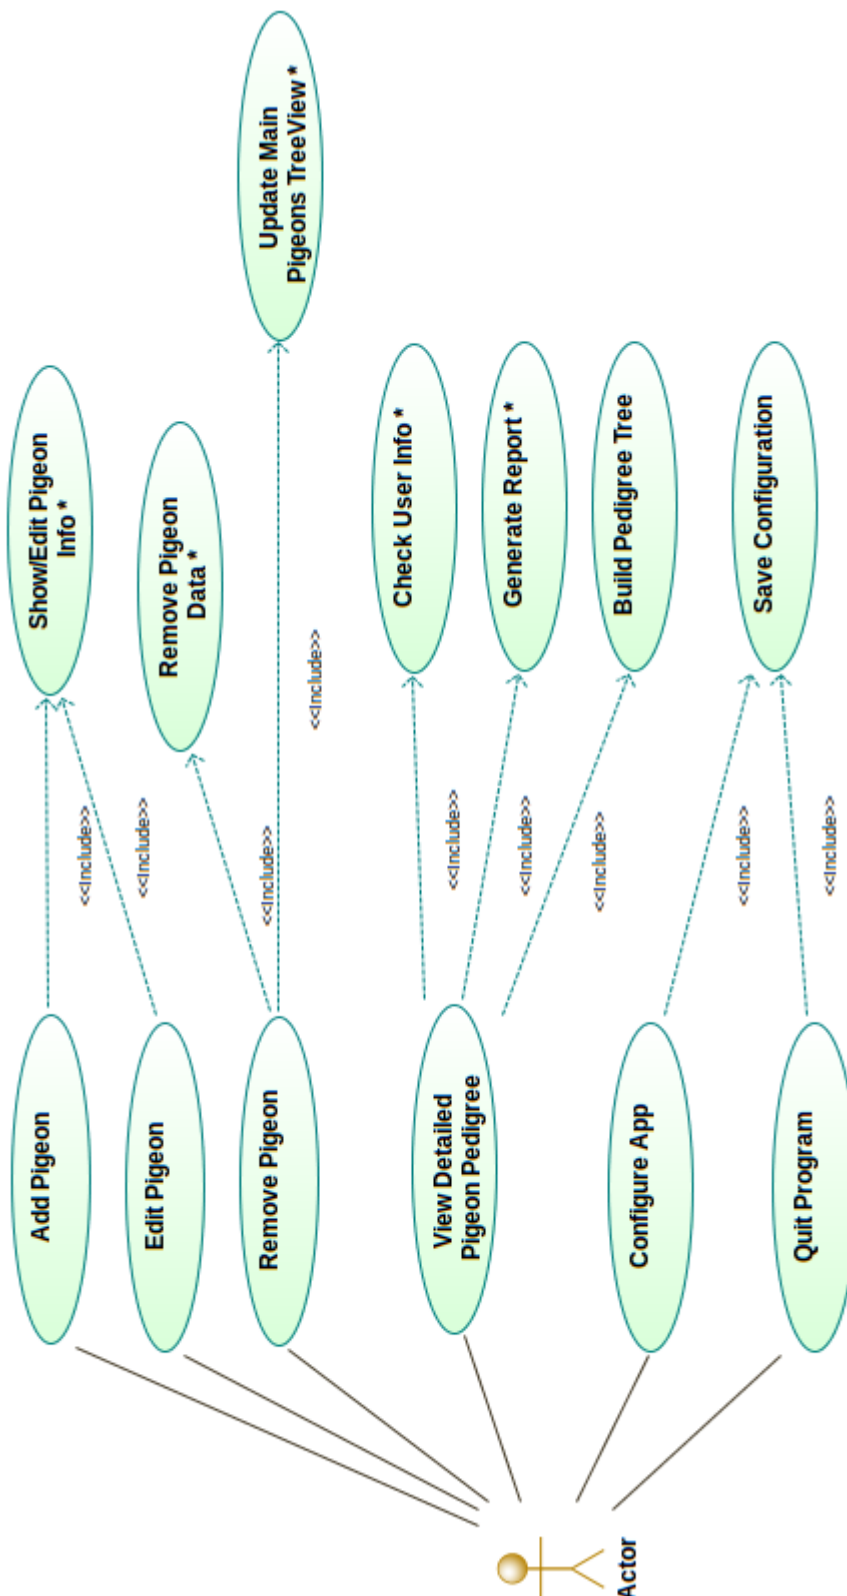 Update Main
Pigeons TreeView *
Show/Edit Pigeon
Info *
Remove Pigeon
Data *
Check User Info *
Generate Report *
Build Pedigree Tree
Save Configuration
<<Include>>
<<Include>>
<<Include>>
<<Include>>
<<Include>>
<<Include>>
<<Include>>
<<Include>>
<<Include>>
Add Pigeon
Edit Pigeon
Remove Pigeon
View Detailed
Pigeon Pedigree
Configure App
Quit Program
Actor